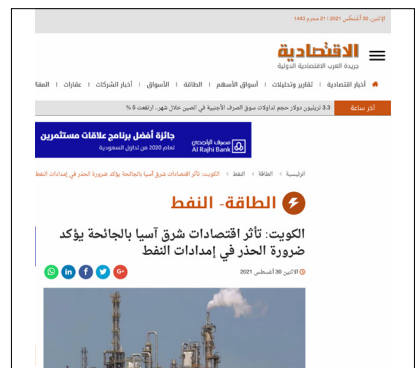 الإثنين, 30 أغسطس 2021 | 21 محرم 1443
الاقتصادية
جريدة العرب الاقتصادية الدولية
أخبار اقتصادية | تقارير وتحليلات | أسواق الأسهم | الطاقة | الأسواق | أخبار الشركات | عقارات |
أخر ساعة
3.3 تريليون دولار حجم تداولات سوق الصرف الأجنبية في الصين خلال شهر.. ارتفعت 5 %
جائزة أفضل برنامج علاقات مستثمرين
لعام 2020 من تداول السعودية
مصرف الراجحي
Al Rajhi Bank
الرئيسية > الطاقة > النفط > الكويت: تأثر اقتصادات شرق آسيا بالجائحة يؤكد ضرورة الحذر في إمدادات النفط
الطاقة- النفط
الكويت: تأثر اقتصادات شرق آسيا بالجائحة يؤكد
ضرورة الحذر في إمدادات النفط
الاثنين 30 أغسطس 2021